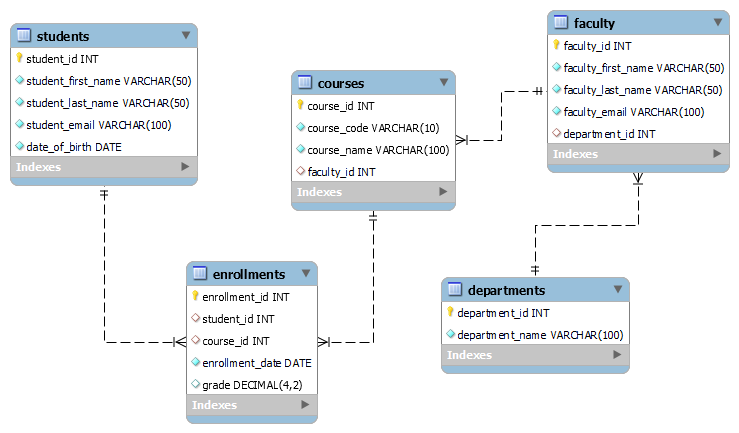 students
student_id INT
student_first_name VARCHAR(50)
student_last_name VARCHAR(50)
student_email VARCHAR(100)
date_of_birth DATE
Indexes
courses
course_id INT
course_code VARCHAR(10)
course_name VARCHAR(100)
faculty_id INT
Indexes
faculty
faculty_id INT
faculty_first_name VARCHAR(50)
faculty_last_name VARCHAR(50)
faculty_email VARCHAR(100)
department_id INT
Indexes
enrollments
enrollment_id INT
student_id INT
course_id INT
enrollment_date DATE
grade DECIMAL(4,2)
Indexes
departments
department_id INT
department_name VARCHAR(100)
Indexes